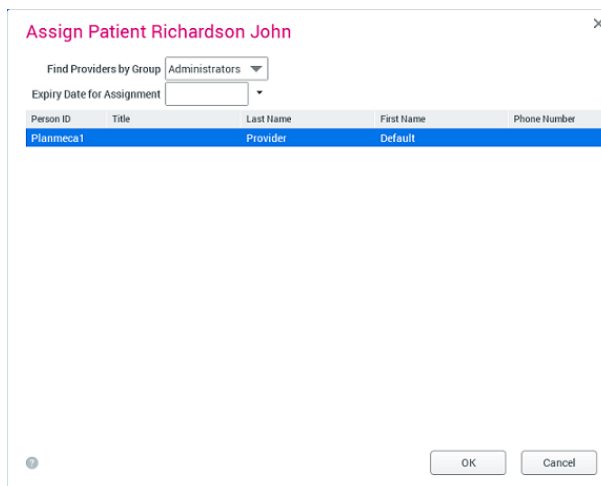 Assign Patient Richardson John
Find Providers by Group Administrators
Expiry Date for Assignment
Person ID Title Last Name First Name Phone Number
Planmeca1 Provider Default
OK Cancel